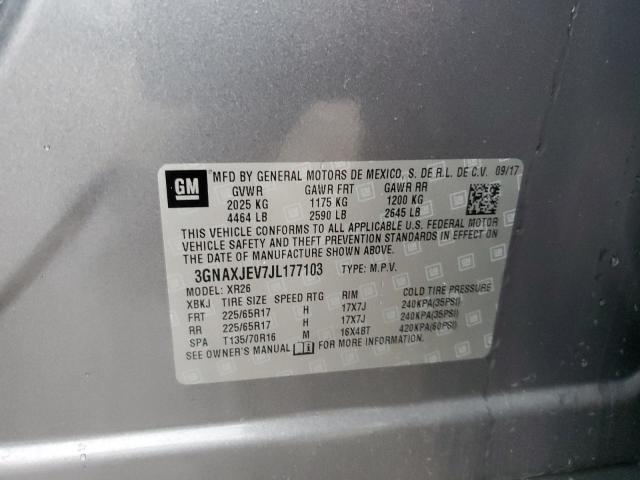 GM MFD BY GENERAL MOTORS DE MEXICO, S. DE R.L. DE C.V. 09/17
GVWR GAWR FRT GAWR RR
2025 KG 1175 KG 1200 KG
4464 LB 2590 LB 2645 LB
THIS VEHICLE CONFORMS TO ALL APPLICABLE U.S. FEDERAL MOTOR
VEHICLE SAFETY AND THEFT PREVENTION STANDARDS IN EFFECT ON
THE DATE OF MANUFACTURE SHOWN ABOVE.
3GNAXJEV7JL177103 TYPE: M.P.V.
MODEL: XR26
XBKJ TIRE SIZE SPEED RTG RIM COLD TIRE PRESSURE
FRT 225/65R17 H 17X7J 240KPA(35PSI)
RR 225/65R17 H 17X7J 240KPA(35PSI)
SPA T135/70R16 M 16X4BT 420KPA(60PSI)
SEE OWNER'S MANUAL FOR MORE INFORMATION.